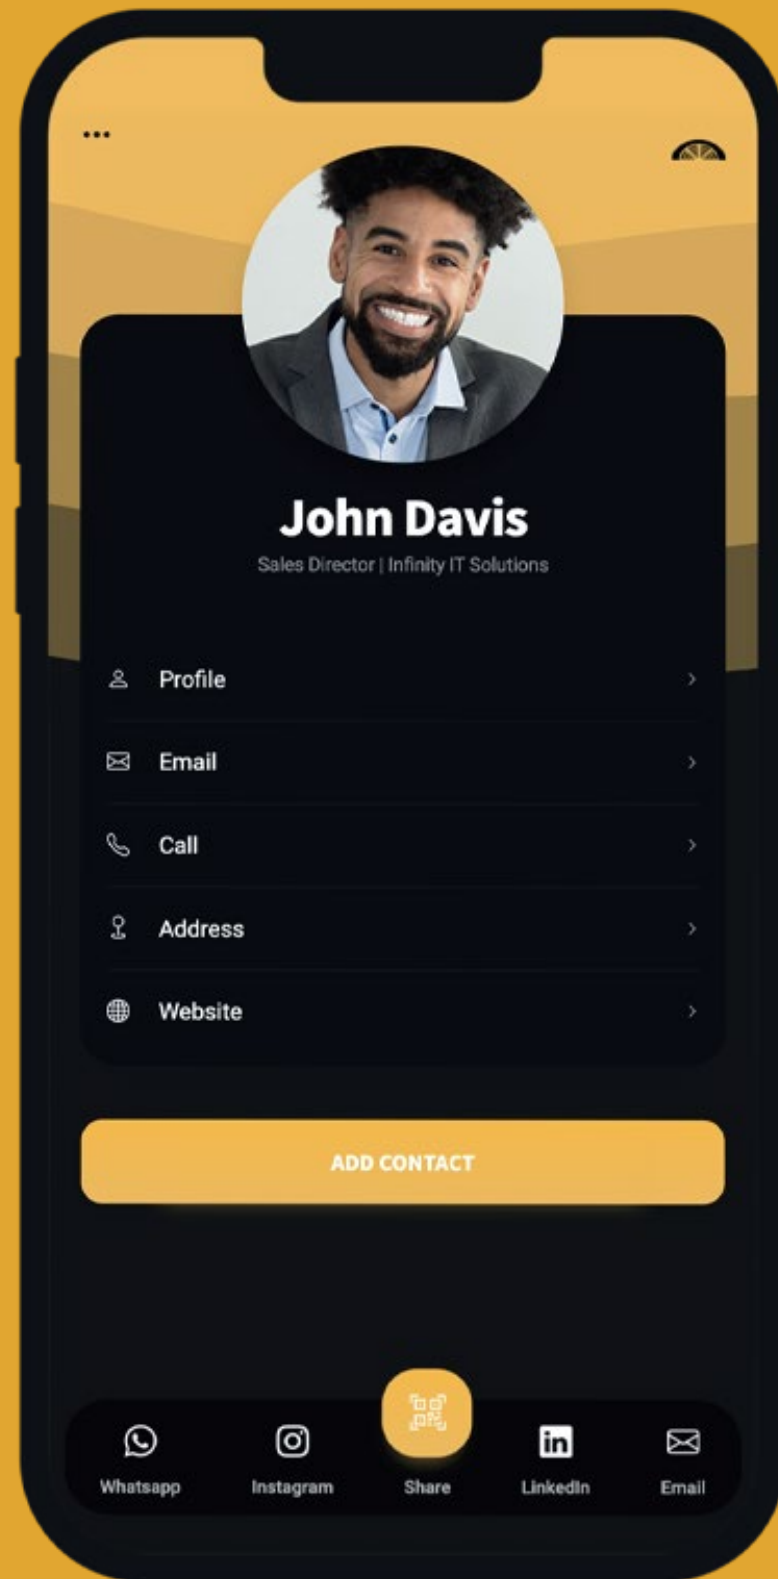 John Davis
Sales Director | Infinity IT Solutions
Profile
Email
Call
Address
Website
ADD CONTACT
Whatsapp
Instagram
Share
LinkedIn
Email